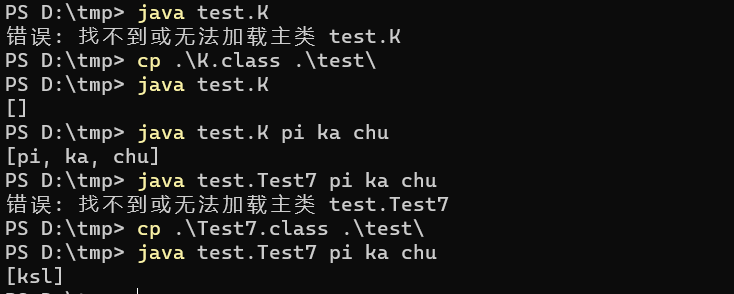 PS D:\tmp> java test.K
错误: 找不到或无法加载主类 test.K
PS D:\tmp> cp .\K.class .\test\
PS D:\tmp> java test.K
[]
PS D:\tmp> java test.K pi ka chu
[pi, ka, chu]
PS D:\tmp> java test.Test7 pi ka chu
错误: 找不到或无法加载主类 test.Test7
PS D:\tmp> cp .\Test7.class .\test\
PS D:\tmp> java test.Test7 pi ka chu
[ksl]
PS D:\tmp>